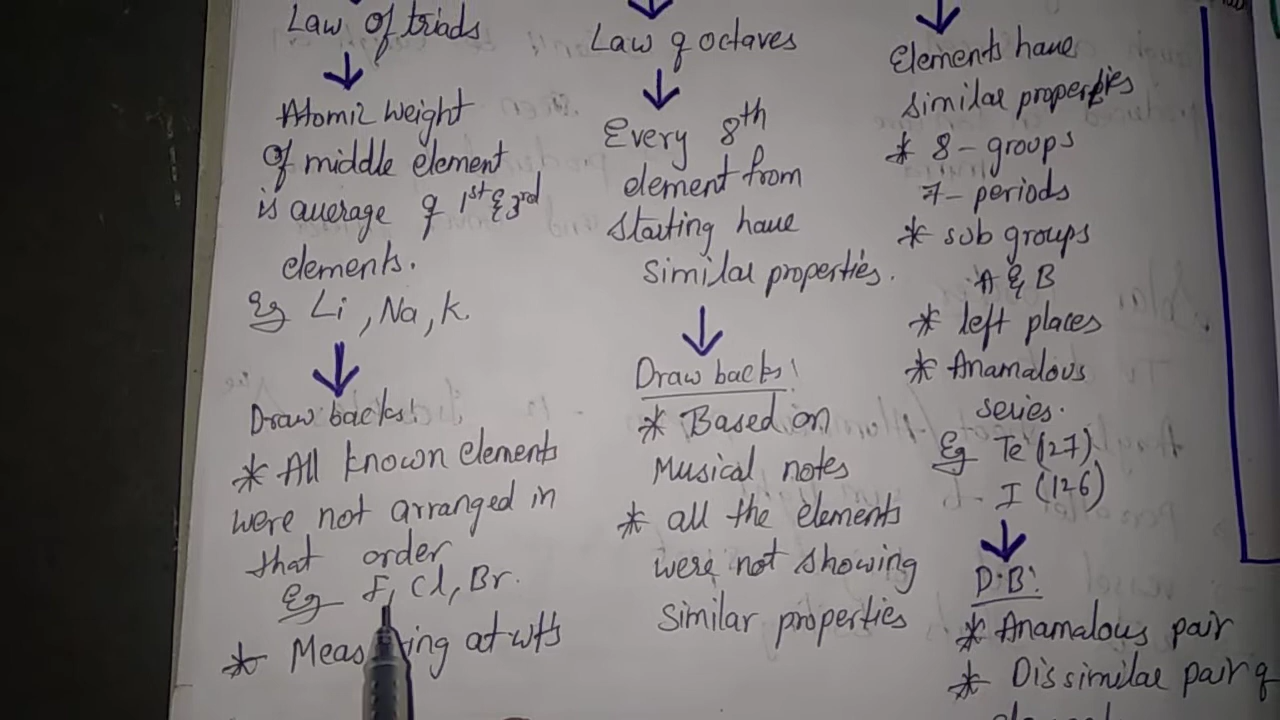 Law Of triads
Atomic weight
Of middle element
is average of 1st & 3rd
elements.
Eg Li, Na, K.
Draw backs!
* All known elements
were not arranged in
that order
Eg F, Cl, Br.
* Measuring at wts
Law of octaves
Every 8th
element from
starting have
similar properties.
Draw backs!
* Based on
Musical notes
* all the elements
were not showing
similar properties
Elements have
similar properties
* 8 - groups
7 - periods
* sub groups
A & B
* left places
* Anamalous
series.
Eg Te (27)
- I (126)
D.B:
* Anamalous pair
* Dissimilar pair of